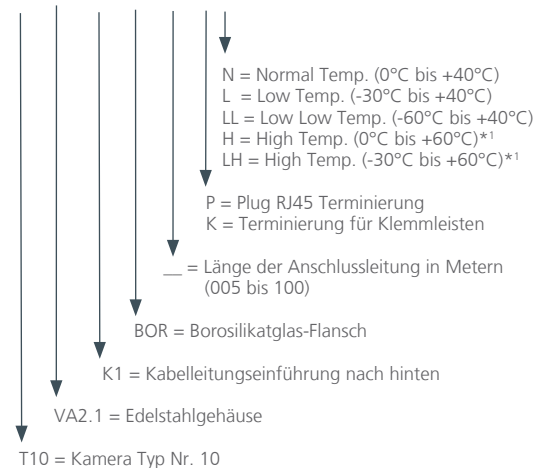 N = Normal Temp. (0°C bis +40°C)
L = Low Temp. (-30°C bis +40°C)
LL = Low Low Temp. (-60°C bis +40°C)
H = High Temp. (0°C bis +60°C)*¹
LH = High Temp. (-30°C bis +60°C)*¹
P = Plug RJ45 Terminierung
K = Terminierung für Klemmleisten
__ = Länge der Anschlussleitung in Metern
(005 bis 100)
BOR = Borosilikatglas-Flansch
K1 = Kabelleitungseinführung nach hinten
VA2.1 = Edelstahlgehäuse
T10 = Kamera Typ Nr. 10